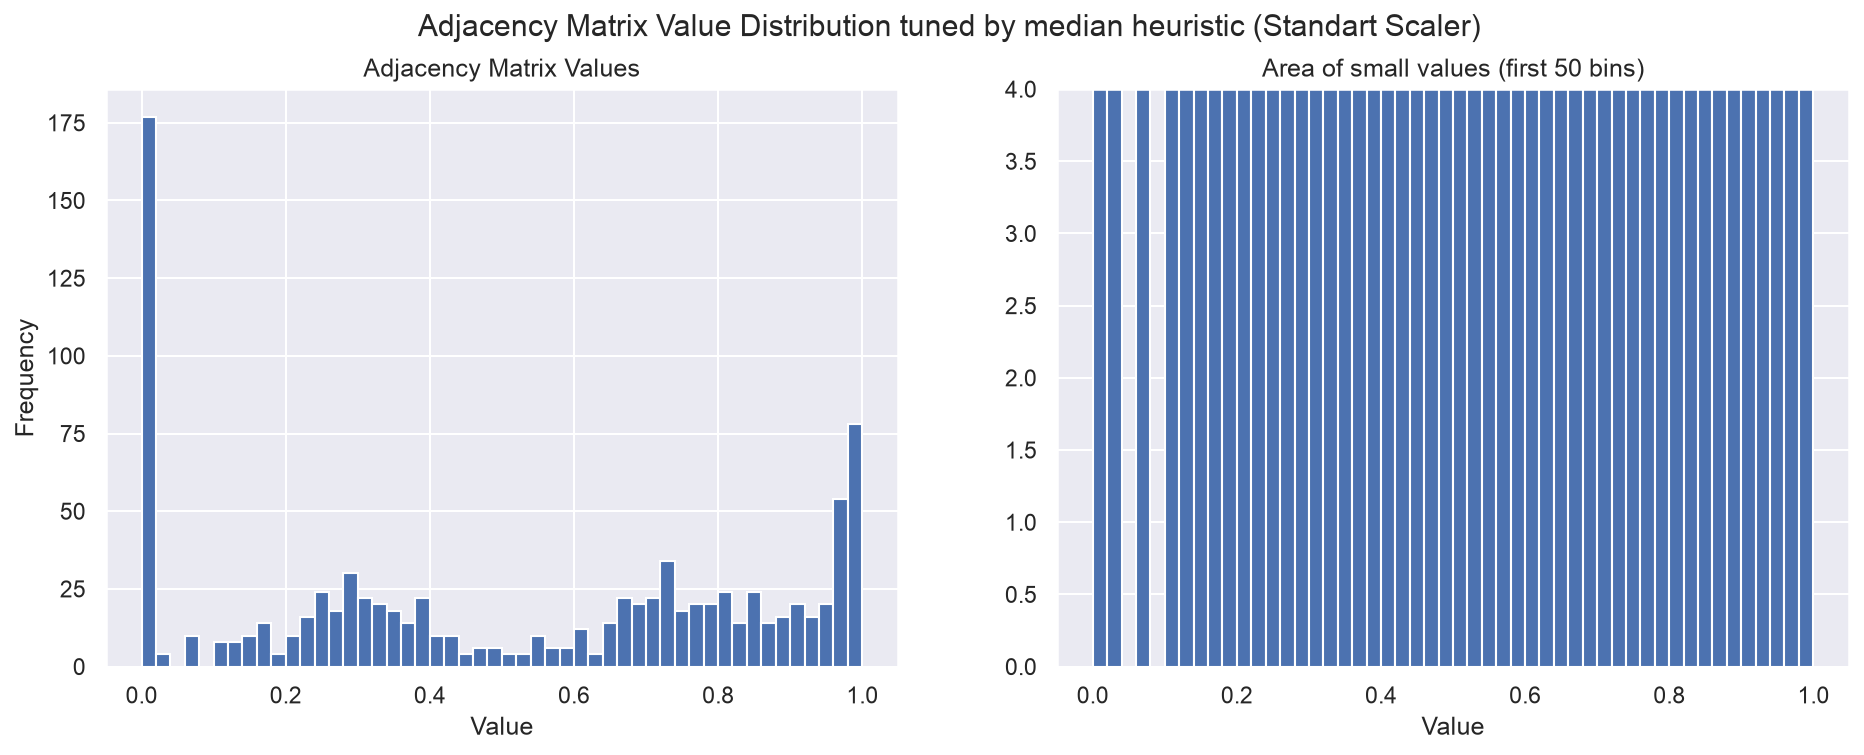 Adjacency Matrix Value Distribution tuned by median heuristic (Standart Scaler)
Adjacency Matrix Values
175
150
125
100
75
50
25
0
Frequency
0.0 0.2 0.4 0.6 0.8 1.0
Value
Area of small values (first 50 bins)
4.0
3.5
3.0
2.5
2.0
1.5
1.0
0.5
0.0
0.0 0.2 0.4 0.6 0.8 1.0
Value